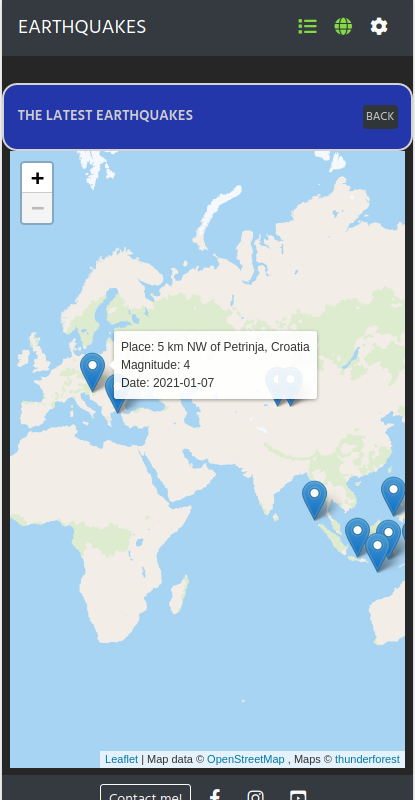 EARTHQUAKES
THE LATEST EARTHQUAKES
BACK
+
−
Place: 5 km NW of Petrinja, Croatia
Magnitude: 4
Date: 2021-01-07
Leaflet | Map data © OpenStreetMap , Maps © thunderforest
Contact me!